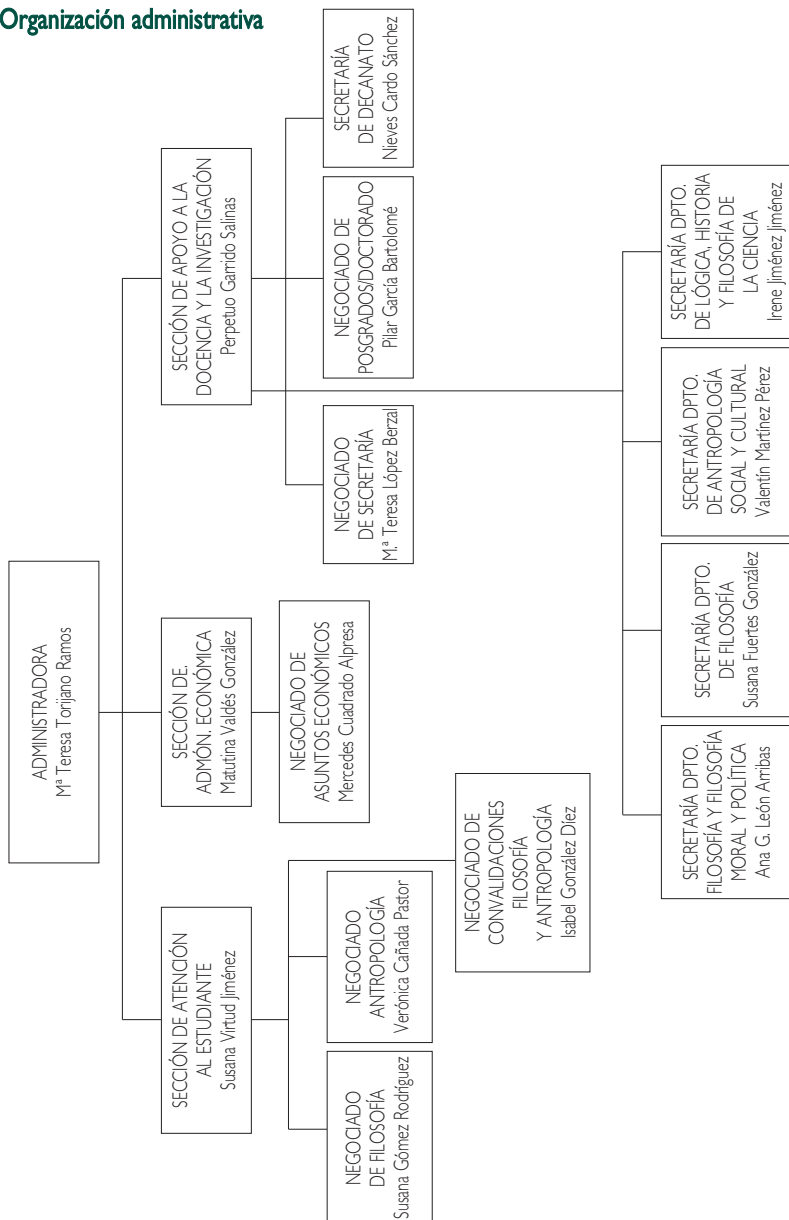 Organización administrativa
ADMINISTRADORA
Mª Teresa Torijano Ramos
SECCIÓN DE ATENCIÓN
AL ESTUDIANTE
Susana Virtud Jiménez
SECCIÓN DE.
ADMÓN. ECONÓMICA
Matutina Valdés González
SECCIÓN DE APOYO A LA
DOCENCIA Y LA INVESTIGACIÓN
Perpetuo Garrido Salinas
NEGOCIADO
DE FILOSOFÍA
Susana Gómez Rodríguez
NEGOCIADO
ANTROPOLOGÍA
Verónica Cañada Pastor
NEGOCIADO DE
CONVALIDACIONES
FILOSOFÍA
Y ANTROPOLOGÍA
Isabel González Díez
NEGOCIADO DE
ASUNTOS ECONÓMICOS
Mercedes Cuadrado Alpresa
NEGOCIADO
DE SECRETARÍA
M.ª Teresa López Berzal
NEGOCIADO DE
POSGRADOS/DOCTORADO
Pilar García Bartolomé
SECRETARÍA
DE DECANATO
Nieves Cardo Sánchez
SECRETARÍA DPTO.
FILOSOFÍA Y FILOSOFÍA
MORAL Y POLÍTICA
Ana G. León Arribas
SECRETARÍA DPTO.
DE FILOSOFÍA
Susana Fuertes González
SECRETARÍA DPTO.
DE ANTROPOLOGÍA
SOCIAL Y CULTURAL
Valentín Martínez Pérez
SECRETARÍA DPTO.
DE LÓGICA, HISTORIA
Y FILOSOFÍA DE
LA CIENCIA
Irene Jiménez Jiménez